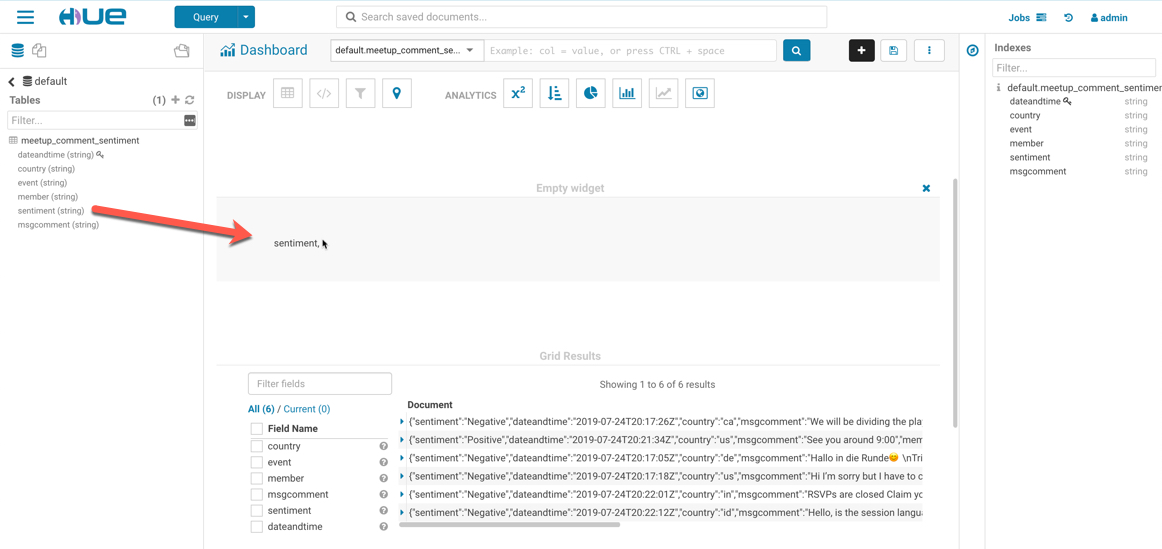 HUE
Query
Search saved documents...
Jobs
admin
default
Tables
(1)
Filter...
meetup_comment_sentiment
dateandtime (string)
country (string)
event (string)
member (string)
sentiment (string)
msgcomment (string)
Dashboard
default.meetup_comment_se...
Example: col = value, or press CTRL + space
DISPLAY
ANALYTICS
x²
Empty widget
sentiment,
Grid Results
Filter fields
Showing 1 to 6 of 6 results
All (6) / Current (0)
Field Name
country
event
member
msgcomment
sentiment
dateandtime
Document
{"sentiment":"Negative","dateandtime":"2019-07-24T20:17:26Z","country":"ca","msgcomment":"We will be dividing the pla
{"sentiment":"Positive","dateandtime":"2019-07-24T20:21:34Z","country":"us","msgcomment":"See you around 9:00","mem
{"sentiment":"Negative","dateandtime":"2019-07-24T20:17:05Z","country":"de","msgcomment":"Hallo in die Runde😊 \nTri
{"sentiment":"Negative","dateandtime":"2019-07-24T20:17:18Z","country":"us","msgcomment":"Hi I'm sorry but I have to c
{"sentiment":"Negative","dateandtime":"2019-07-24T20:22:01Z","country":"in","msgcomment":"RSVPs are closed Claim yo
{"sentiment":"Negative","dateandtime":"2019-07-24T20:22:12Z","country":"id","msgcomment":"Hello, is the session langua
Indexes
Filter...
default.meetup_comment_sentimer
dateandtime string
country string
event string
member string
sentiment string
msgcomment string